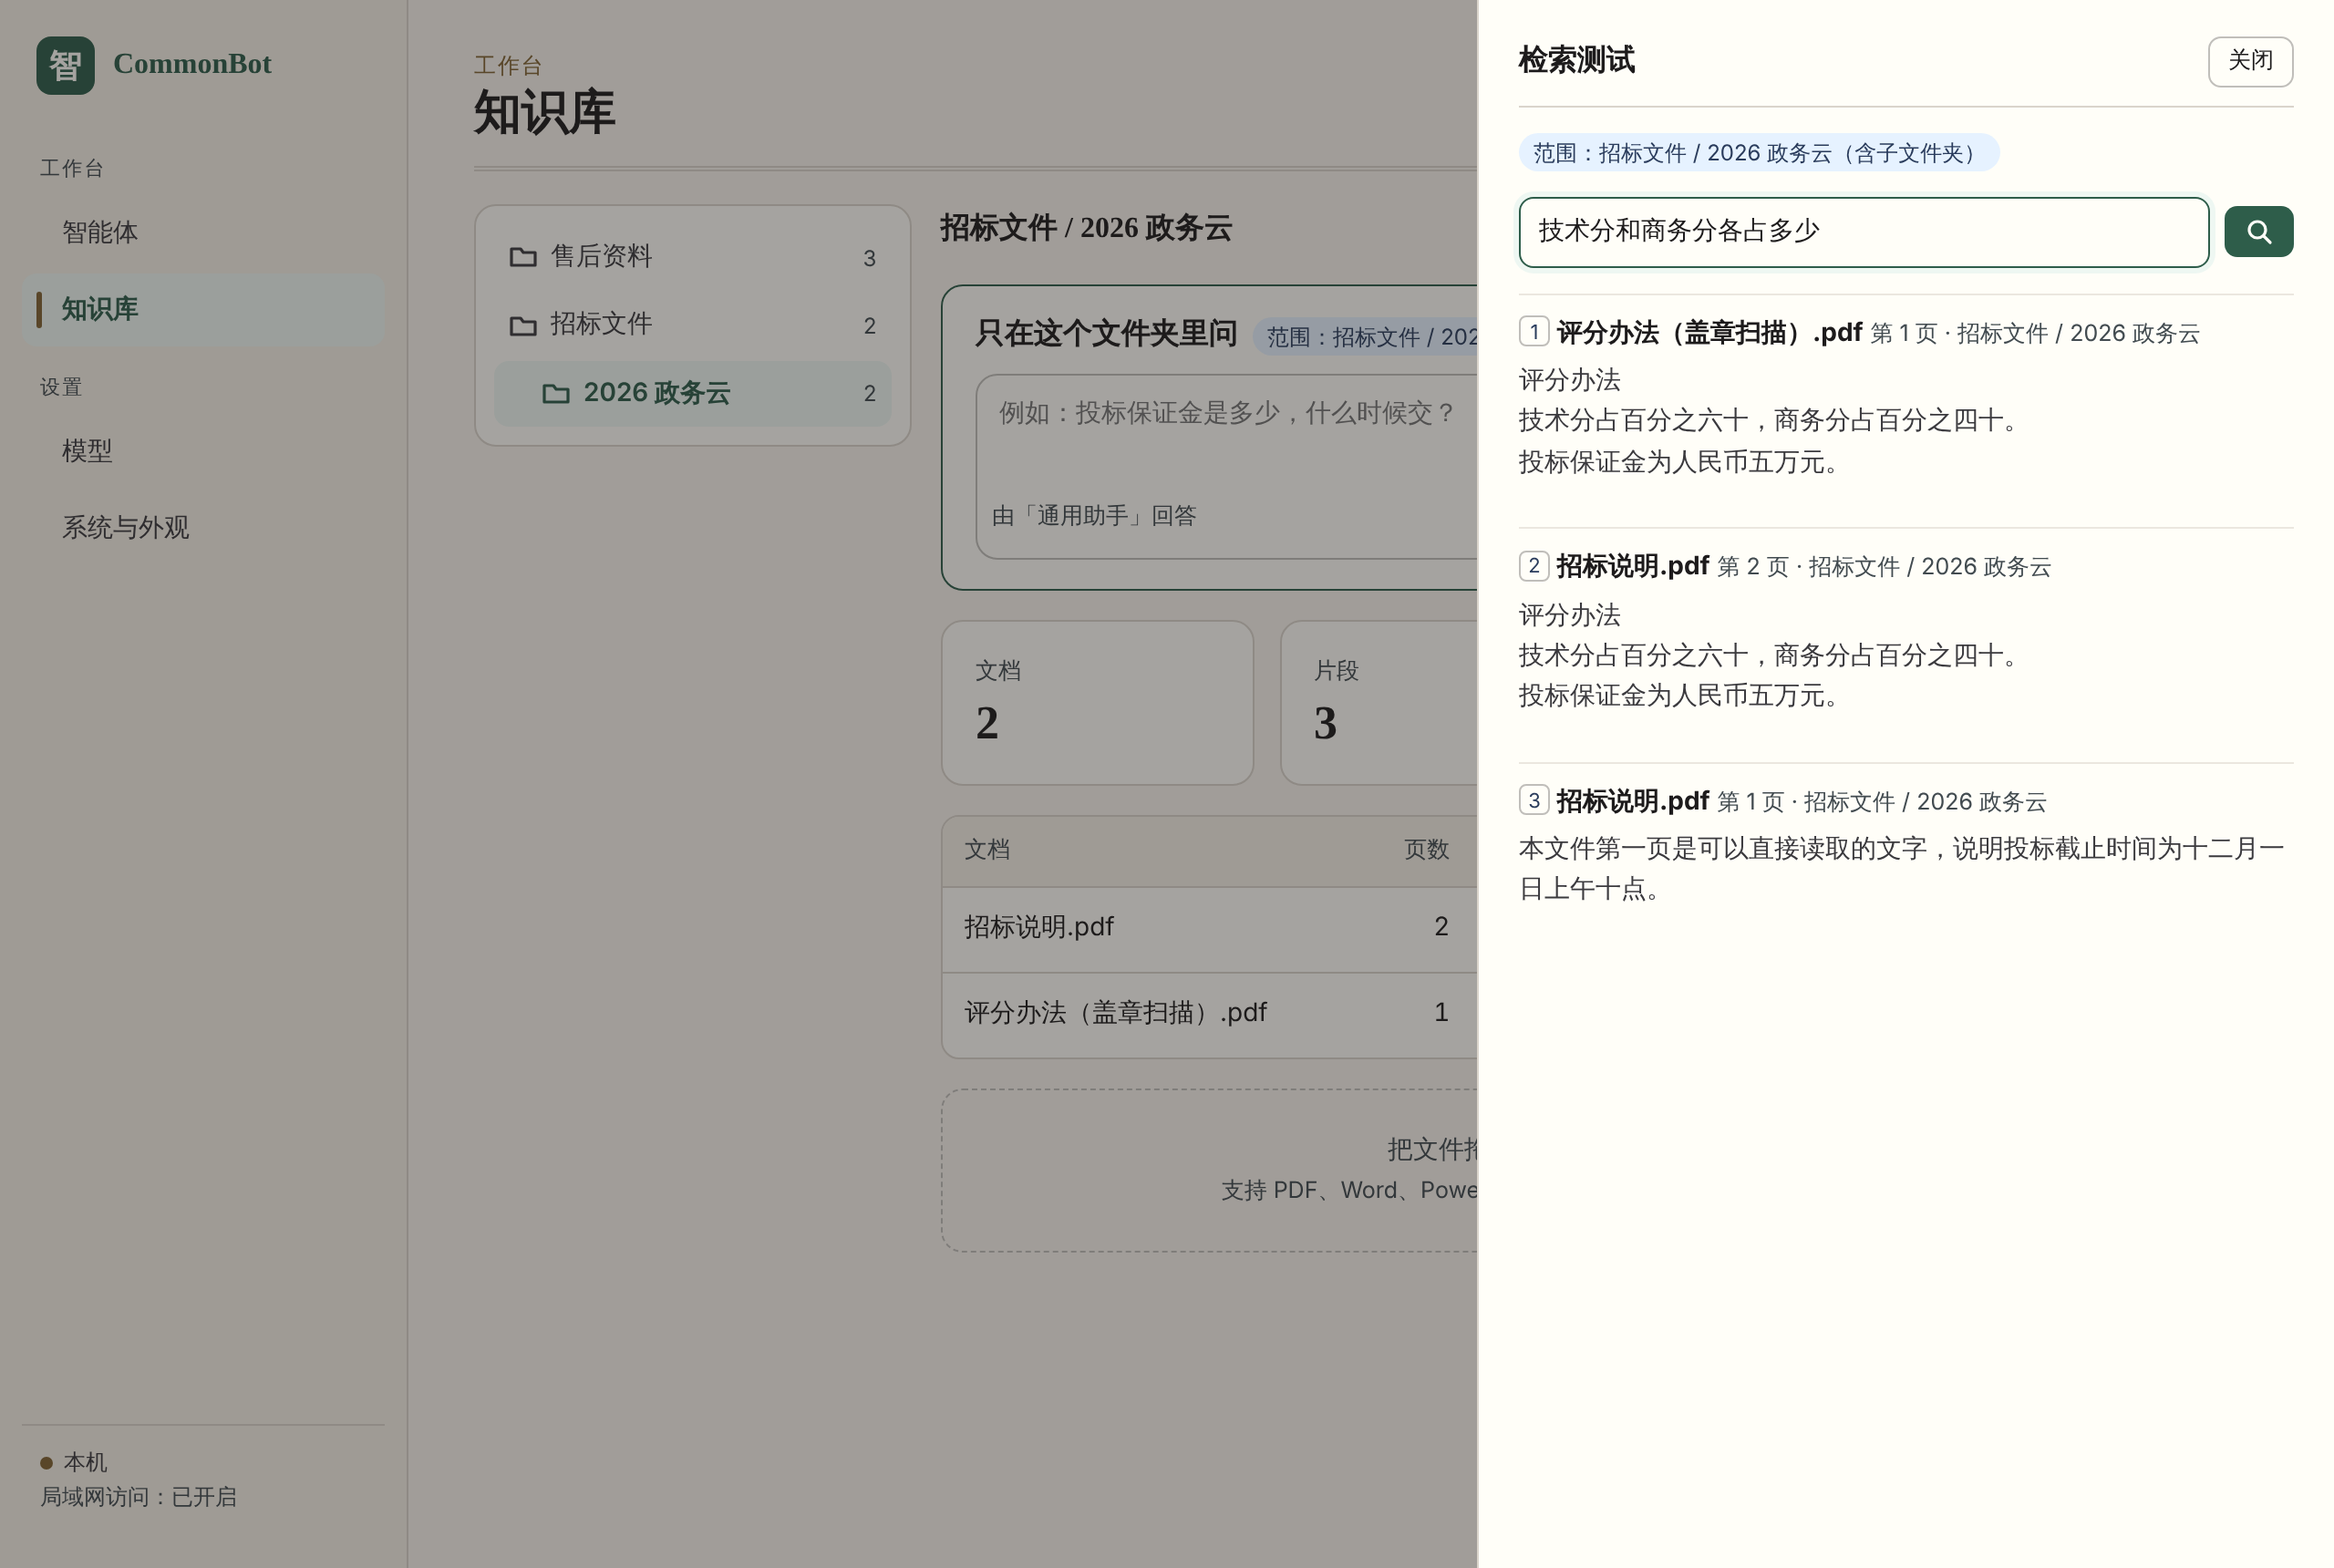 智 CommonBot
工作台
智能体
知识库
设置
模型
系统与外观
本机
局域网访问：已开启
工作台
知识库
售后资料 3
招标文件 2
2026 政务云 2
招标文件 / 2026 政务云
只在这个文件夹里问 范围：招标文件 / 202
例如：投标保证金是多少，什么时候交？
由「通用助手」回答
文档
2
片段
3
文档 页数
招标说明.pdf 2
评分办法（盖章扫描）.pdf 1
把文件拖
支持 PDF、Word、Powe
检索测试 关闭
范围：招标文件 / 2026 政务云（含子文件夹）
技术分和商务分各占多少
1 评分办法（盖章扫描）.pdf 第 1 页 · 招标文件 / 2026 政务云
评分办法
技术分占百分之六十，商务分占百分之四十。
投标保证金为人民币五万元。
2 招标说明.pdf 第 2 页 · 招标文件 / 2026 政务云
评分办法
技术分占百分之六十，商务分占百分之四十。
投标保证金为人民币五万元。
3 招标说明.pdf 第 1 页 · 招标文件 / 2026 政务云
本文件第一页是可以直接读取的文字，说明投标截止时间为十二月一
日上午十点。